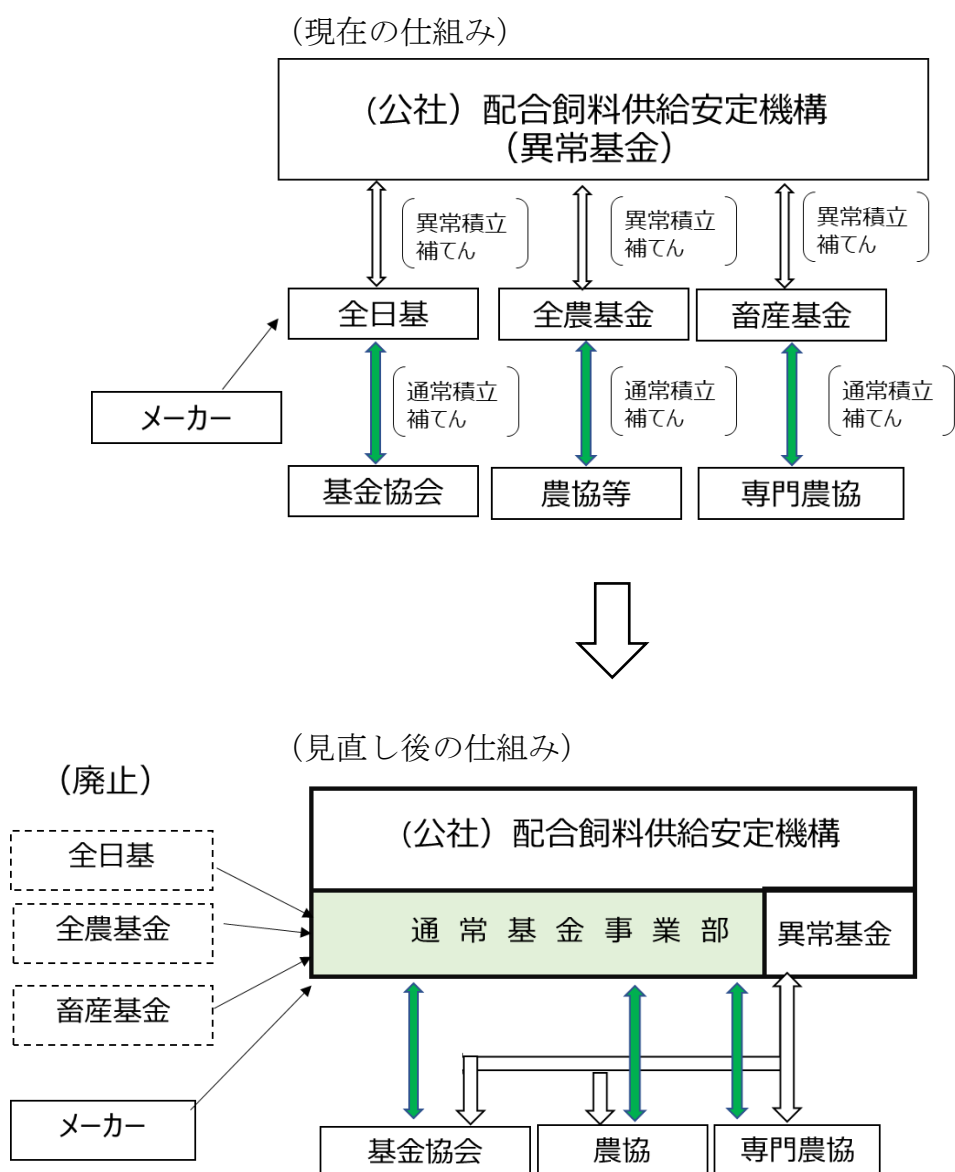 （現在の仕組み）
（公社）配合飼料供給安定機構
（異常基金）
異常積立
補てん
異常積立
補てん
異常積立
補てん
全日基
全農基金
畜産基金
メーカー
通常積立
補てん
通常積立
補てん
通常積立
補てん
基金協会
農協等
専門農協
（見直し後の仕組み）
（廃止）
（公社）配合飼料供給安定機構
全日基
全農基金
通常基金事業部
異常基金
畜産基金
メーカー
基金協会
農協
専門農協